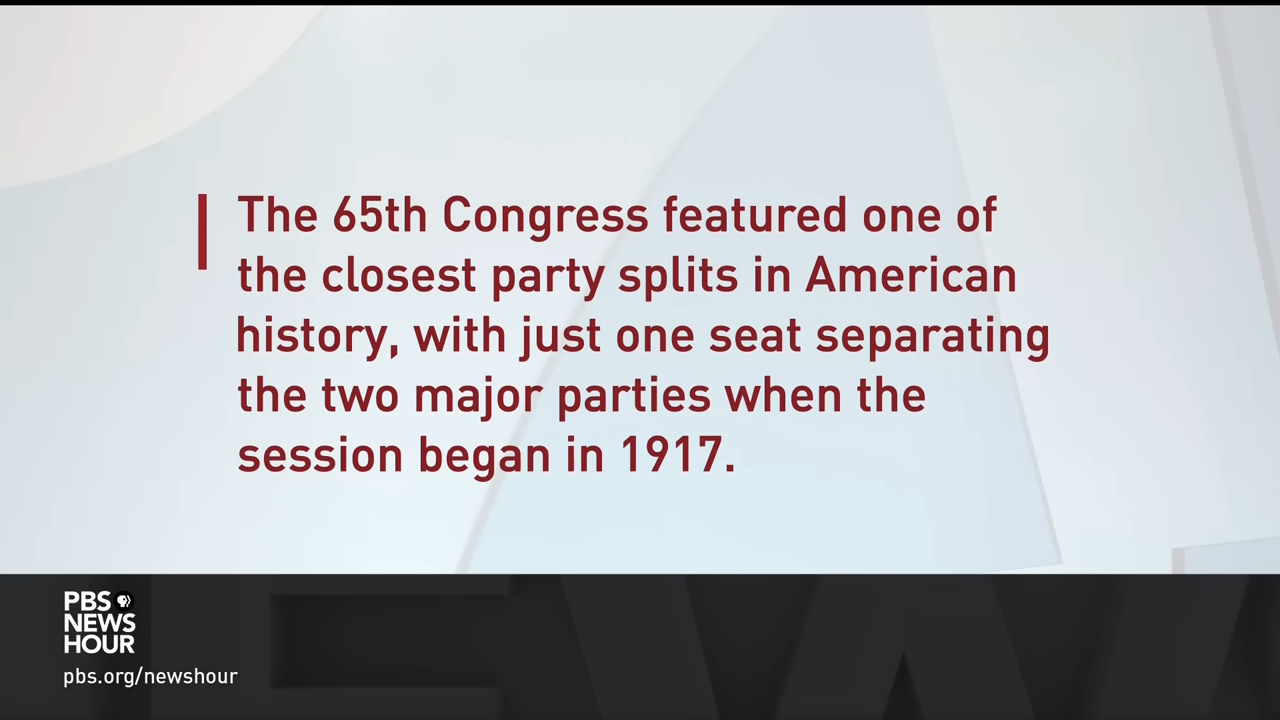 The 65th Congress featured one of
the closest party splits in American
history, with just one seat separating
the two major parties when the
session began in 1917.
PBS
NEWS
HOUR
pbs.org/newshour